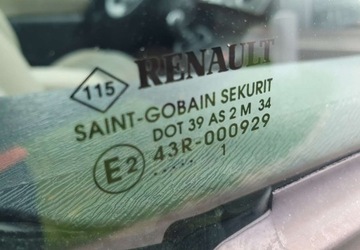 115 RENAULT
SAINT-GOBAIN SEKURIT
DOT 39 AS 2 M 34
E2 43R-000929
..... 1